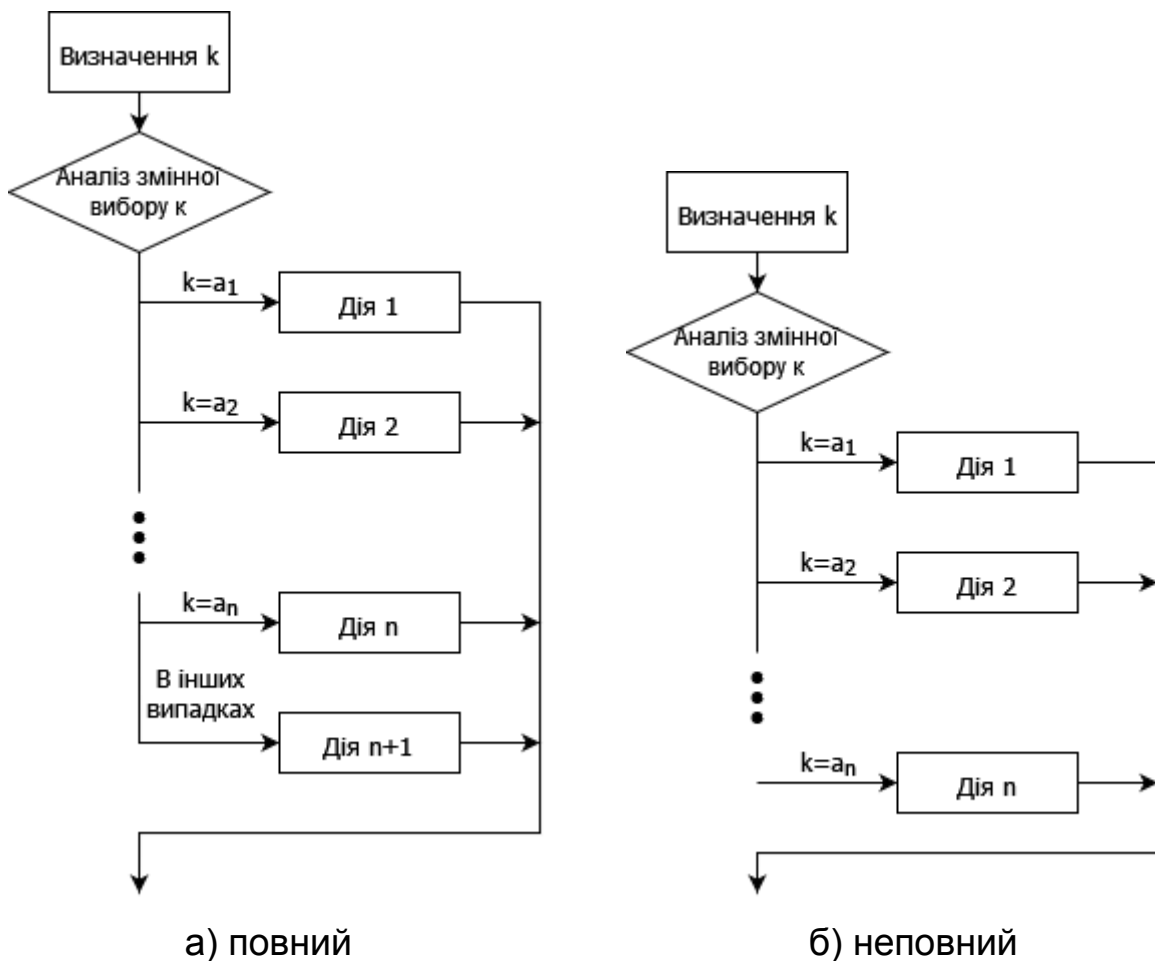 Визначення k
Аналіз змінної
вибору к
k=a₁
Дія 1
k=a₂
Дія 2
k=aₙ
Дія n
В інших
випадках
Дія n+1
а) повний
Визначення k
Аналіз змінної
вибору к
k=a₁
Дія 1
k=a₂
Дія 2
k=aₙ
Дія n
б) неповний